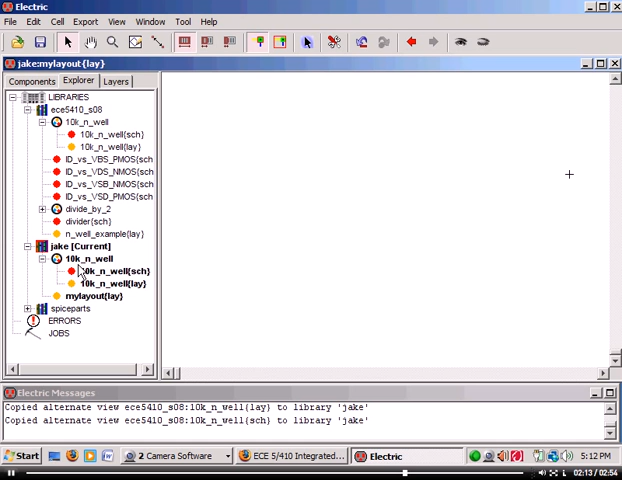 Electric
File Edit Cell Export View Window Tool Help
jake:mylayout{lay}
Components Explorer Layers
LIBRARIES
ece5410_s08
10k_n_well
10k_n_well{sch}
10k_n_well{lay}
ID_vs_VBS_PMOS{sch
ID_vs_VDS_NMOS{sch
ID_vs_VSB_NMOS{sch
ID_vs_VSD_PMOS{sch
divide_by_2
divider{sch}
n_well_example{lay}
jake [Current]
10k_n_well
10k_n_well{sch}
10k_n_well{lay}
mylayout{lay}
spiceparts
ERRORS
JOBS
Electric Messages
Copied alternate view ece5410_s08:10k_n_well{lay} to library 'jake'
Copied alternate view ece5410_s08:10k_n_well{sch} to library 'jake'
Start 2 Camera Software ECE 5/410 Integrated... Electric 5:12 PM
02:13 / 02:54